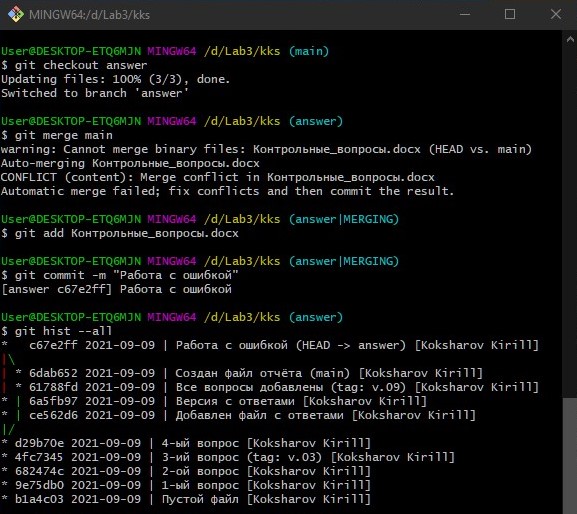 MINGW64:/d/Lab3/kks
User@DESKTOP-ETQ6MJN MINGW64 /d/Lab3/kks (main)
$ git checkout answer
Updating files: 100% (3/3), done.
Switched to branch 'answer'
User@DESKTOP-ETQ6MJN MINGW64 /d/Lab3/kks (answer)
$ git merge main
warning: Cannot merge binary files: Контрольные_вопросы.docx (HEAD vs. main)
Auto-merging Контрольные_вопросы.docx
CONFLICT (content): Merge conflict in Контрольные_вопросы.docx
Automatic merge failed; fix conflicts and then commit the result.
User@DESKTOP-ETQ6MJN MINGW64 /d/Lab3/kks (answer|MERGING)
$ git add Контрольные_вопросы.docx
User@DESKTOP-ETQ6MJN MINGW64 /d/Lab3/kks (answer|MERGING)
$ git commit -m "Работа с ошибкой"
[answer c67e2ff] Работа с ошибкой
User@DESKTOP-ETQ6MJN MINGW64 /d/Lab3/kks (answer)
$ git hist --all
*   c67e2ff 2021-09-09 | Работа с ошибкой (HEAD -> answer) [Koksharov Kirill]
|\
| * 6dab652 2021-09-09 | Создан файл отчёта (main) [Koksharov Kirill]
| * 61788fd 2021-09-09 | Все вопросы добавлены (tag: v.09) [Koksharov Kirill]
* | 6a5fb97 2021-09-09 | Версия с ответами [Koksharov Kirill]
* | ce562d6 2021-09-09 | Добавлен файл с ответами [Koksharov Kirill]
|/
* d29b70e 2021-09-09 | 4-ый вопрос [Koksharov Kirill]
* 4fc7345 2021-09-09 | 3-ий вопрос (tag: v.03) [Koksharov Kirill]
* 682474c 2021-09-09 | 2-ой вопрос [Koksharov Kirill]
* 9e75db0 2021-09-09 | 1-ый вопрос [Koksharov Kirill]
* b1a4c03 2021-09-09 | Пустой файл [Koksharov Kirill]